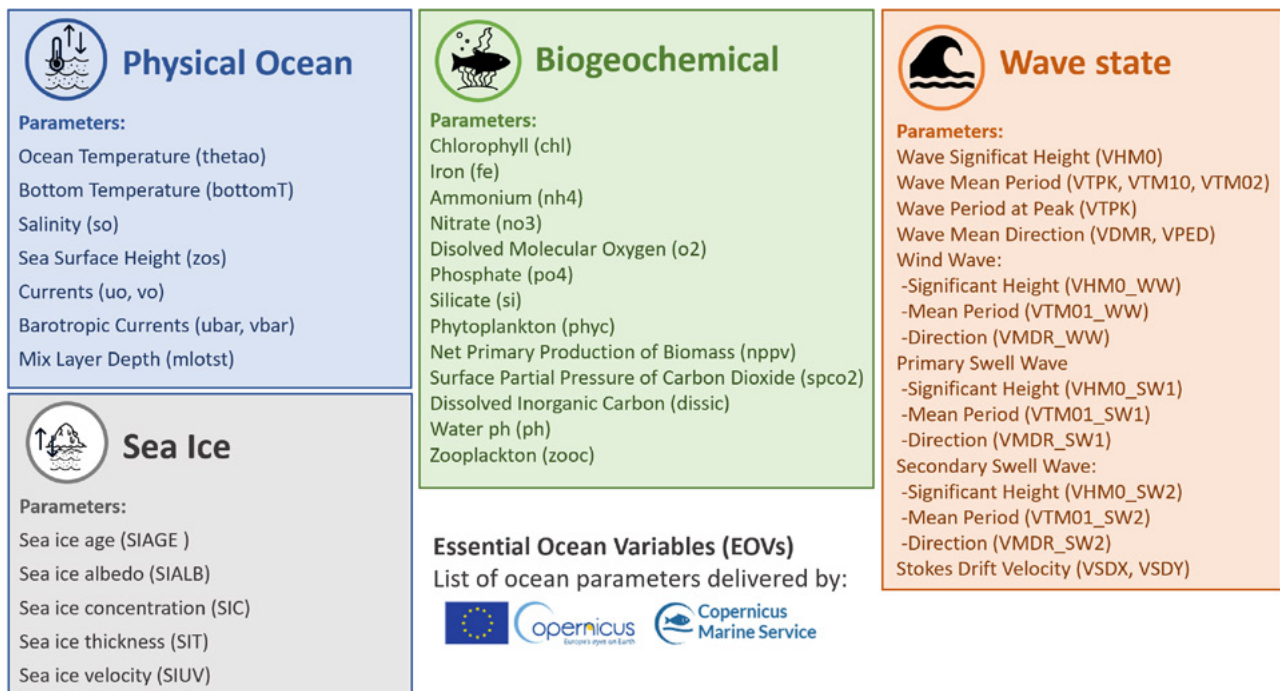 Physical Ocean
Parameters:
Ocean Temperature (thetao)
Bottom Temperature (bottomT)
Salinity (so)
Sea Surface Height (zos)
Currents (uo, vo)
Barotropic Currents (ubar, vbar)
Mix Layer Depth (mlotst)
Sea Ice
Parameters:
Sea ice age (SIAGE )
Sea ice albedo (SIALB)
Sea ice concentration (SIC)
Sea ice thickness (SIT)
Sea ice velocity (SIUV)
Biogeochemical
Parameters:
Chlorophyll (chl)
Iron (fe)
Ammonium (nh4)
Nitrate (no3)
Disolved Molecular Oxygen (o2)
Phosphate (po4)
Silicate (si)
Phytoplankton (phyc)
Net Primary Production of Biomass (nppv)
Surface Partial Pressure of Carbon Dioxide (spco2)
Dissolved Inorganic Carbon (dissic)
Water ph (ph)
Zooplackton (zooc)
Essential Ocean Variables (EOVs)
List of ocean parameters delivered by:
opernicus
Europe's eyes on Earth
Copernicus
Marine Service
Wave state
Parameters:
Wave Significat Height (VHM0)
Wave Mean Period (VTPK, VTM10, VTM02)
Wave Period at Peak (VTPK)
Wave Mean Direction (VDMR, VPED)
Wind Wave:
-Significant Height (VHM0_WW)
-Mean Period (VTM01_WW)
-Direction (VMDR_WW)
Primary Swell Wave
-Significant Height (VHM0_SW1)
-Mean Period (VTM01_SW1)
-Direction (VMDR_SW1)
Secondary Swell Wave:
-Significant Height (VHM0_SW2)
-Mean Period (VTM01_SW2)
-Direction (VMDR_SW2)
Stokes Drift Velocity (VSDX, VSDY)